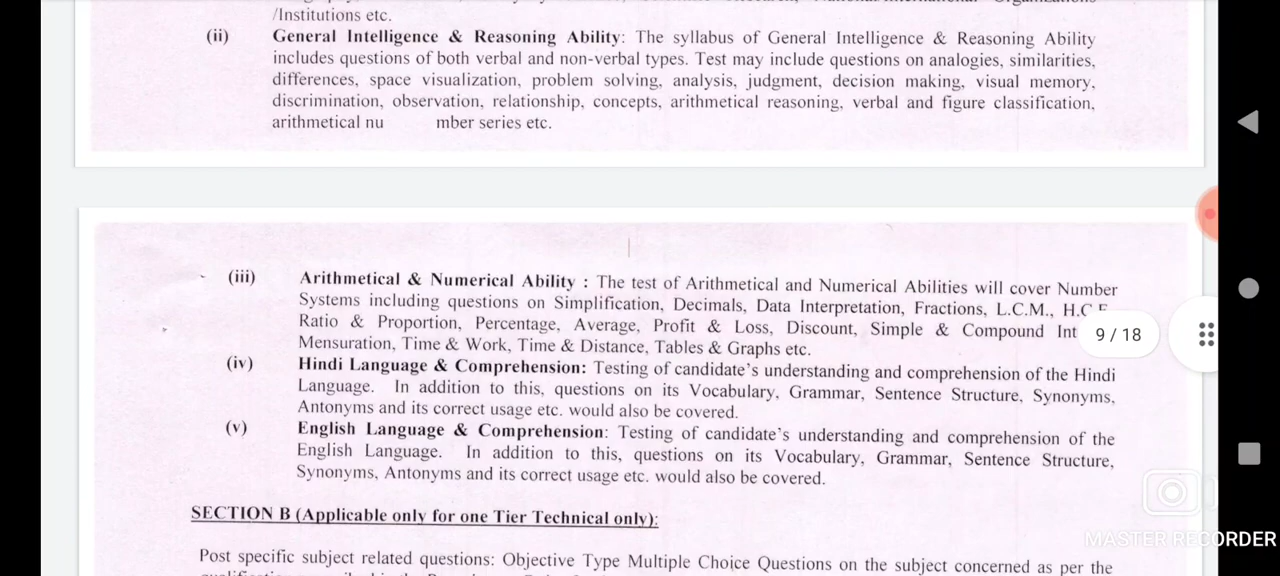 /Institutions etc.
(ii) General Intelligence & Reasoning Ability: The syllabus of General Intelligence & Reasoning Ability
includes questions of both verbal and non-verbal types. Test may include questions on analogies, similarities,
differences, space visualization, problem solving, analysis, judgment, decision making, visual memory,
discrimination, observation, relationship, concepts, arithmetical reasoning, verbal and figure classification,
arithmetical nu mber series etc.
(iii) Arithmetical & Numerical Ability : The test of Arithmetical and Numerical Abilities will cover Number
Systems including questions on Simplification, Decimals, Data Interpretation, Fractions, L.C.M., H.C.F
Ratio & Proportion, Percentage, Average, Profit & Loss, Discount, Simple & Compound Int
9 / 18
Mensuration, Time & Work, Time & Distance, Tables & Graphs etc.
(iv) Hindi Language & Comprehension: Testing of candidate's understanding and comprehension of the Hindi
Language. In addition to this, questions on its Vocabulary, Grammar, Sentence Structure, Synonyms,
Antonyms and its correct usage etc. would also be covered.
(v) English Language & Comprehension: Testing of candidate's understanding and comprehension of the
English Language. In addition to this, questions on its Vocabulary, Grammar, Sentence Structure,
Synonyms, Antonyms and its correct usage etc. would also be covered.
SECTION B (Applicable only for one Tier Technical only):
MASTER RECORDER
Post specific subject related questions: Objective Type Multiple Choice Questions on the subject concerned as per the